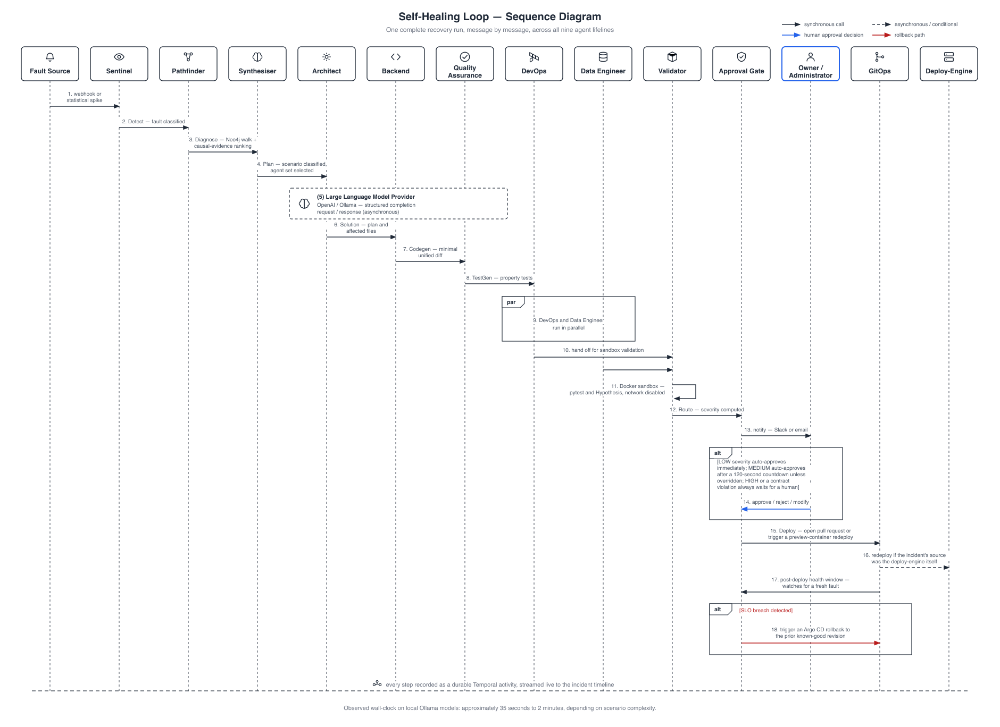 Self-Healing Loop — Sequence Diagram
One complete recovery run, message by message, across all nine agent lifelines
synchronous call
asynchronous / conditional
human approval decision
rollback path
Fault Source
Sentinel
Pathfinder
Synthesiser
Architect
Backend
Quality
Assurance
DevOps
Data Engineer
Validator
Approval Gate
Owner /
Administrator
GitOps
Deploy-Engine
1. webhook or
statistical spike
2. Detect — fault classified
3. Diagnose — Neo4j walk +
causal-evidence ranking
4. Plan — scenario classified,
agent set selected
(5) Large Language Model Provider
OpenAI / Ollama — structured completion
request / response (asynchronous)
6. Solution — plan and
affected files
7. Codegen — minimal
unified diff
8. TestGen — property tests
par
9. DevOps and Data Engineer
run in parallel
10. hand off for sandbox validation
11. Docker sandbox —
pytest and Hypothesis, network disabled
12. Route — severity computed
13. notify — Slack or email
alt
[LOW severity auto-approves
immediately; MEDIUM auto-approves
after a 120-second countdown unless
overridden; HIGH or a contract
violation always waits for a human]
14. approve / reject / modify
15. Deploy — open pull request or
trigger a preview-container redeploy
16. redeploy if the incident's source
was the deploy-engine itself
17. post-deploy health window —
watches for a fresh fault
alt
[SLO breach detected]
18. trigger an Argo CD rollback to
the prior known-good revision
every step recorded as a durable Temporal activity, streamed live to the incident timeline
Observed wall-clock on local Ollama models: approximately 35 seconds to 2 minutes, depending on scenario complexity.